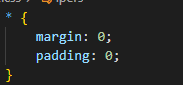 * {
    margin: 0;
    padding: 0;
}